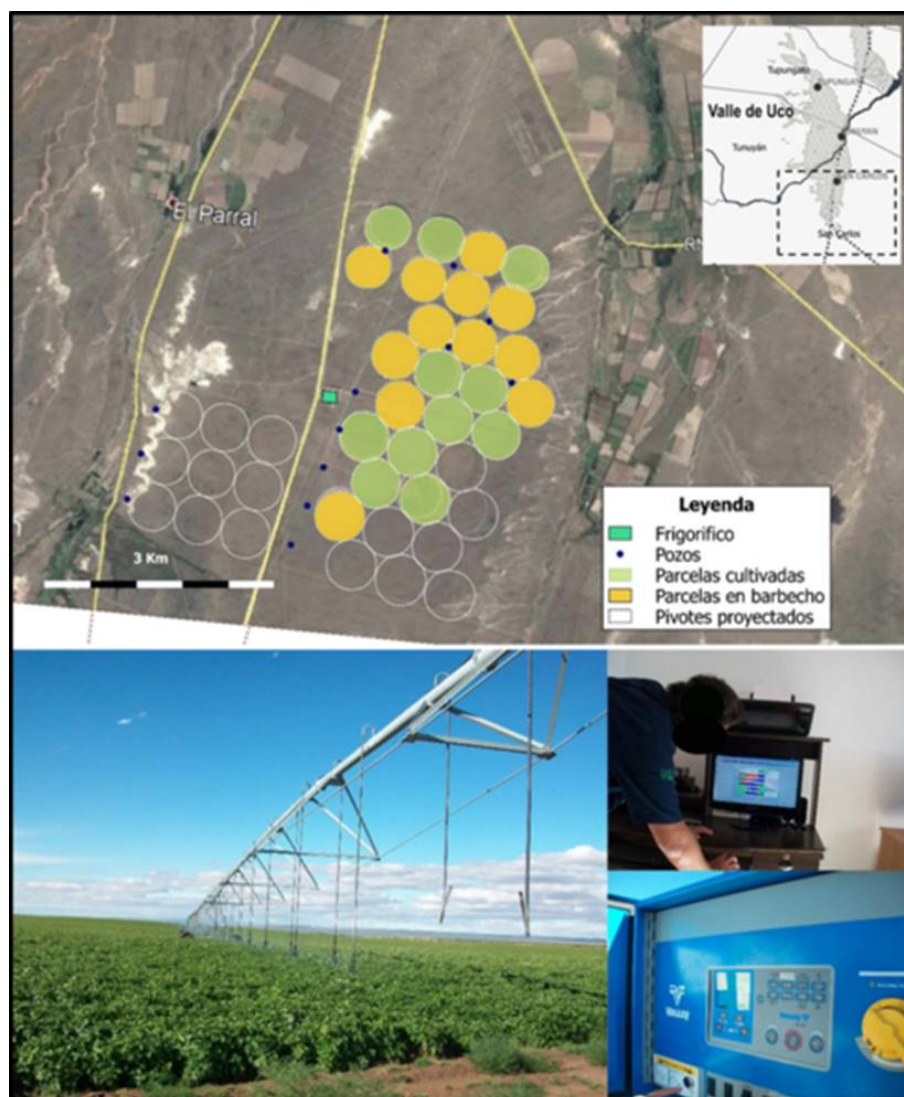 Tupungato
Valle de Uco
Tunuyán
San Carlos
El Parral
3 Km
Leyenda
Frigorifico
Pozos
Parcelas cultivadas
Parcelas en barbecho
Pivotes proyectados
VALLEY